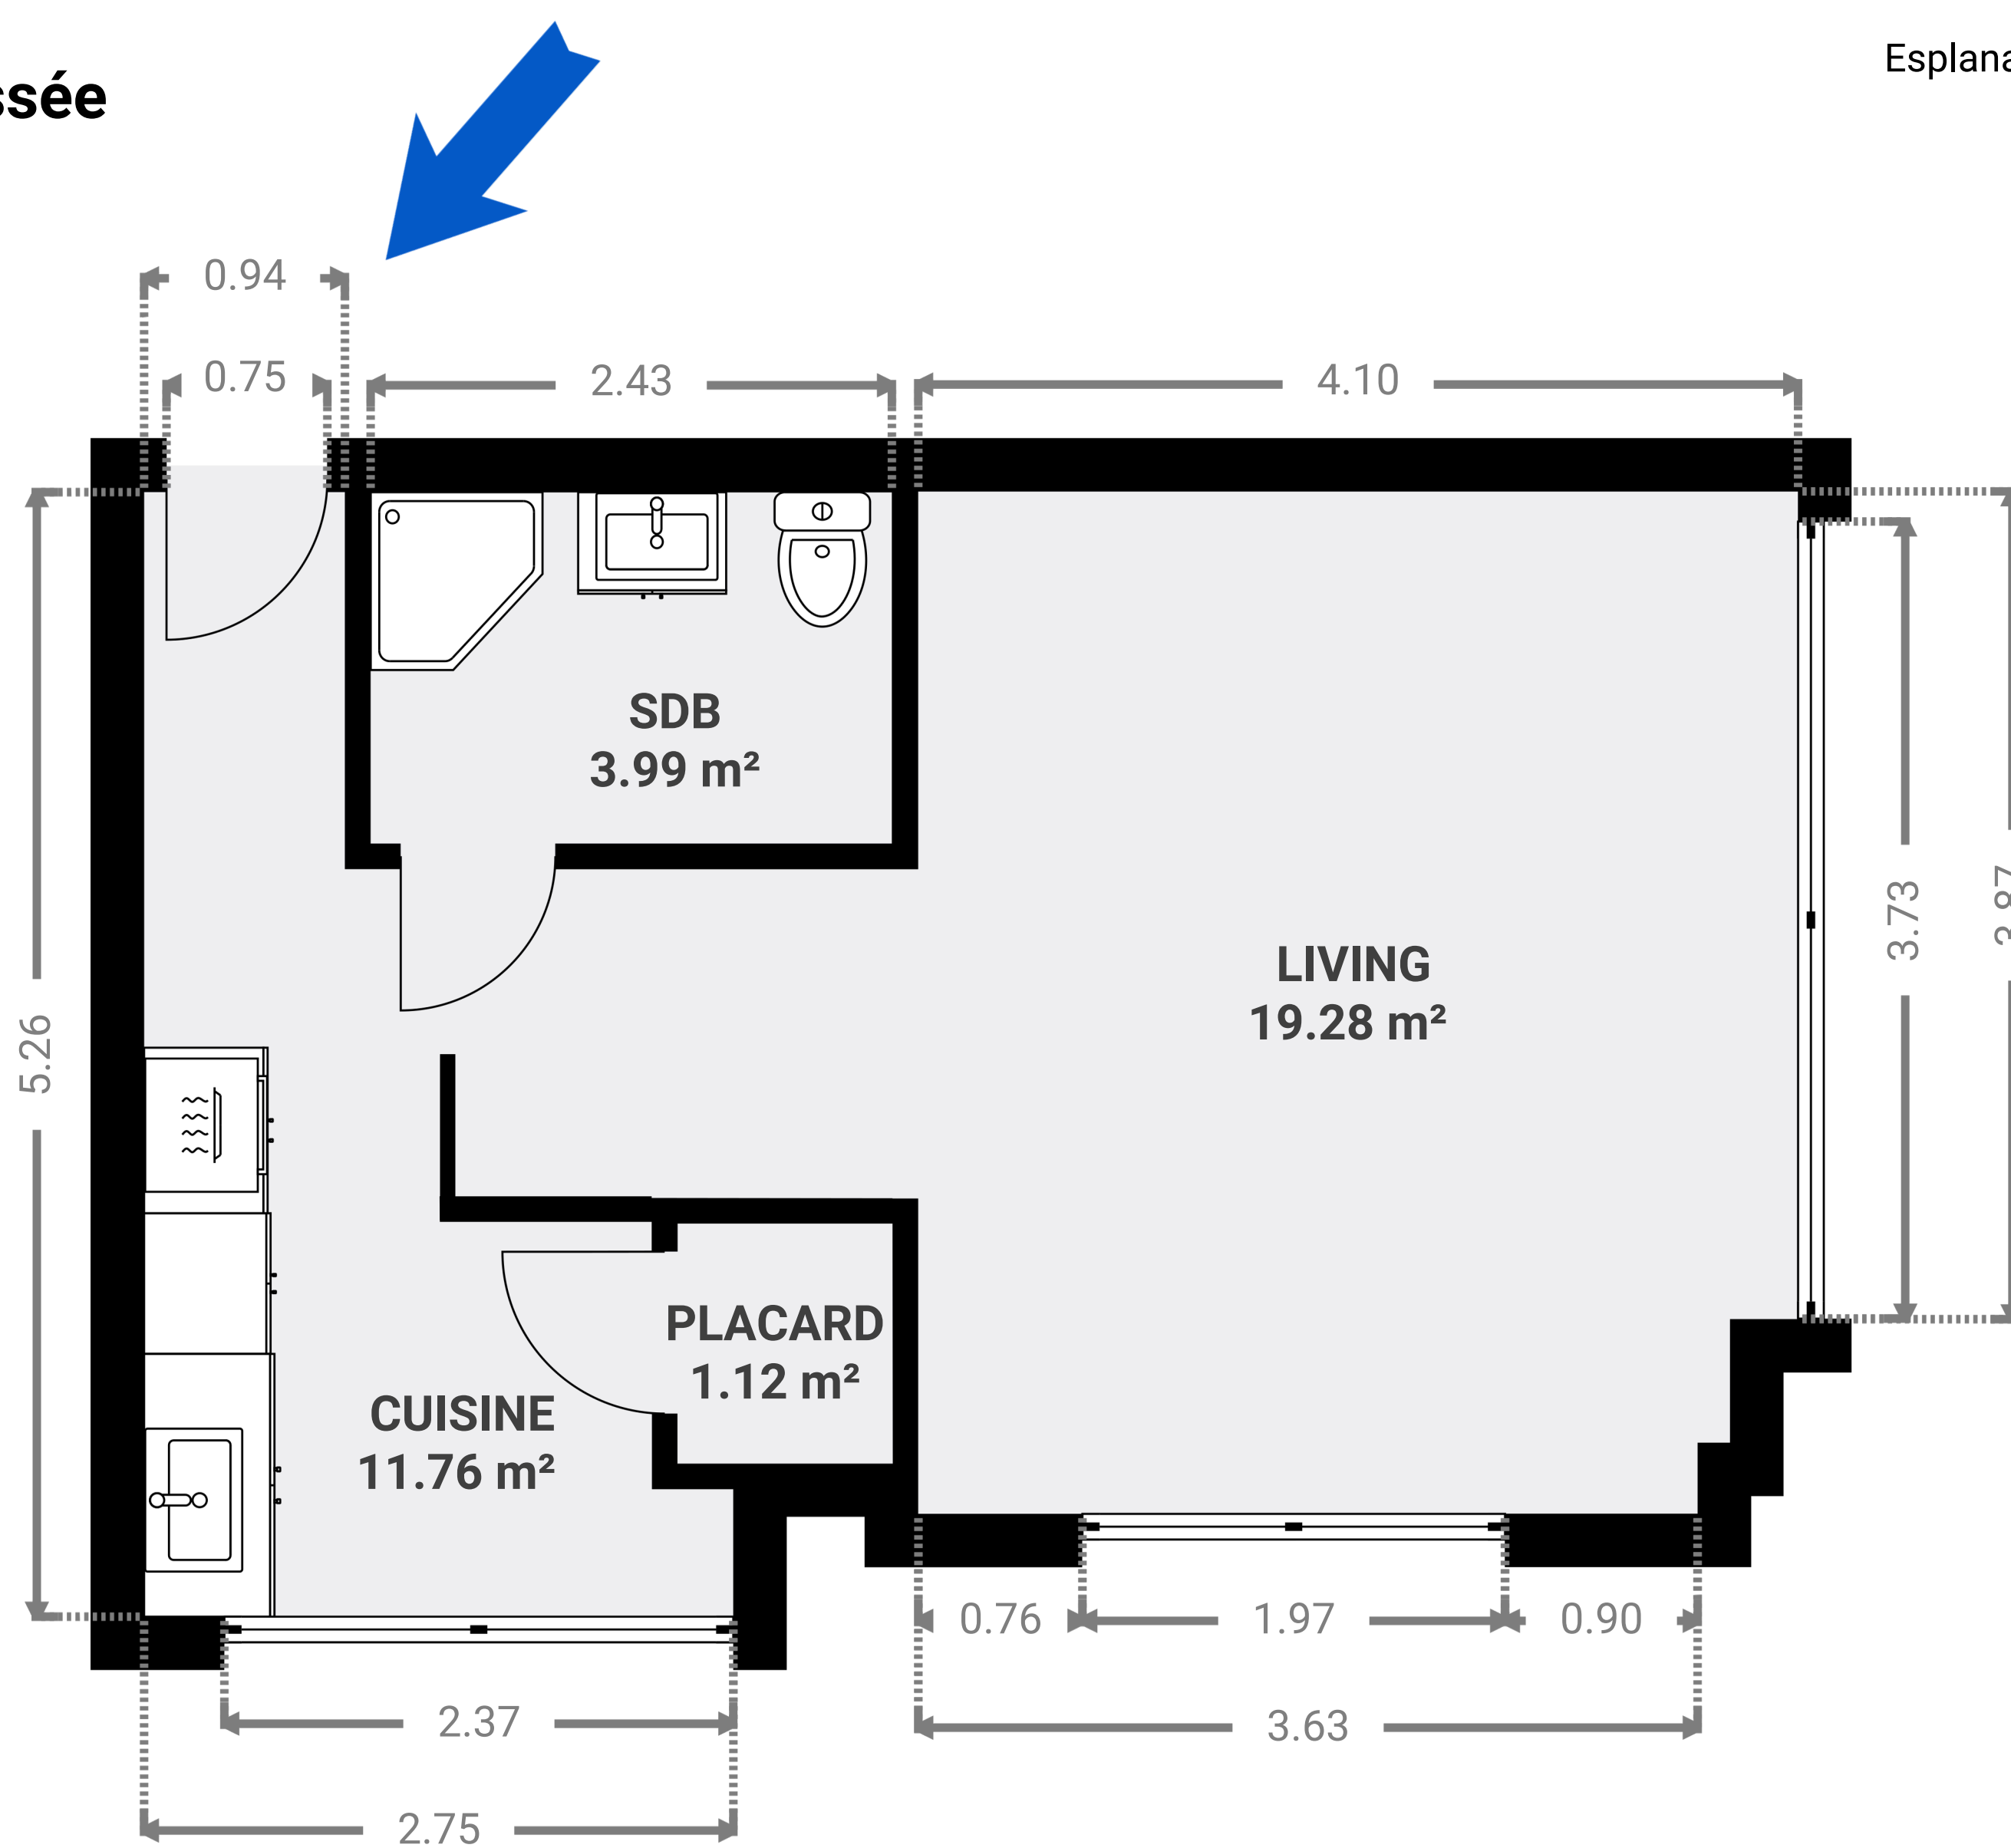 ssée
Esplana
0.94
0.75
2.43
4.10
SDB
3.99 m²
3.73
3.87
LIVING
19.28 m²
5.26
PLACARD
1.12 m²
CUISINE
11.76 m²
0.76
1.97
0.90
2.37
3.63
2.75